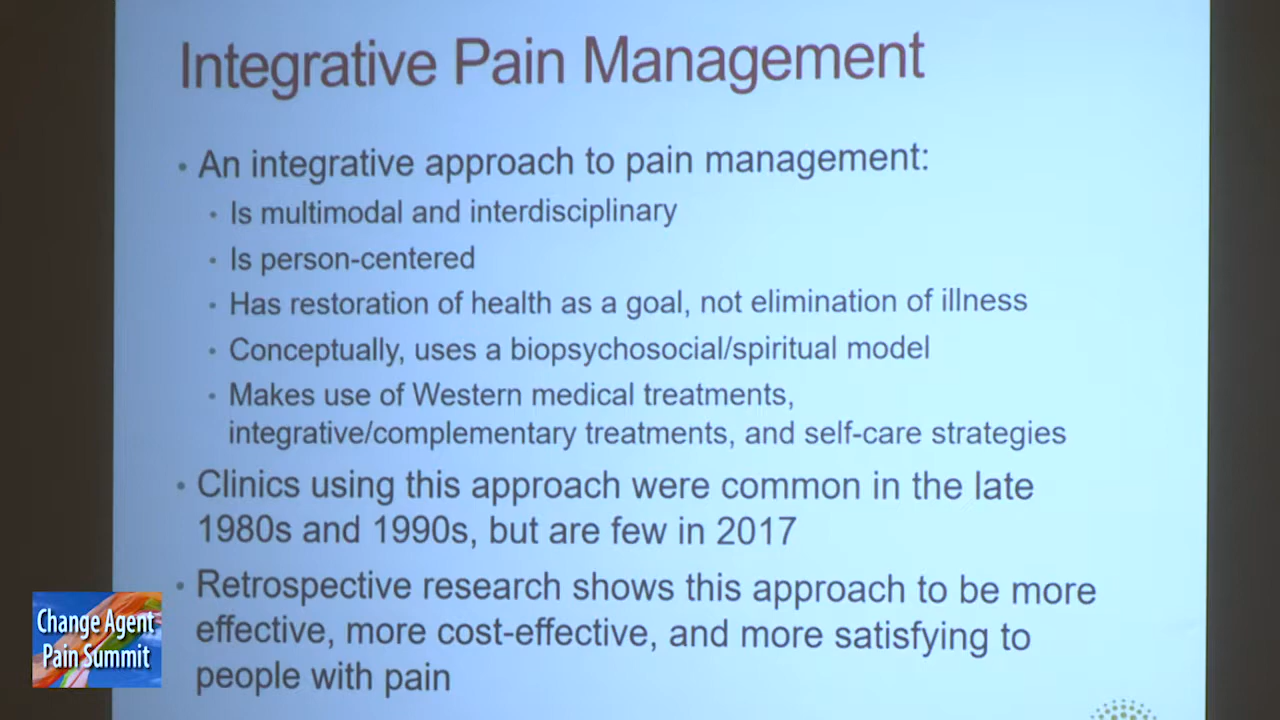 Integrative Pain Management
• An integrative approach to pain management:
• Is multimodal and interdisciplinary
• Is person-centered
• Has restoration of health as a goal, not elimination of illness
• Conceptually, uses a biopsychosocial/spiritual model
• Makes use of Western medical treatments,
integrative/complementary treatments, and self-care strategies
• Clinics using this approach were common in the late
1980s and 1990s, but are few in 2017
• Retrospective research shows this approach to be more
effective, more cost-effective, and more satisfying to
people with pain
Change Agent
Pain Summit